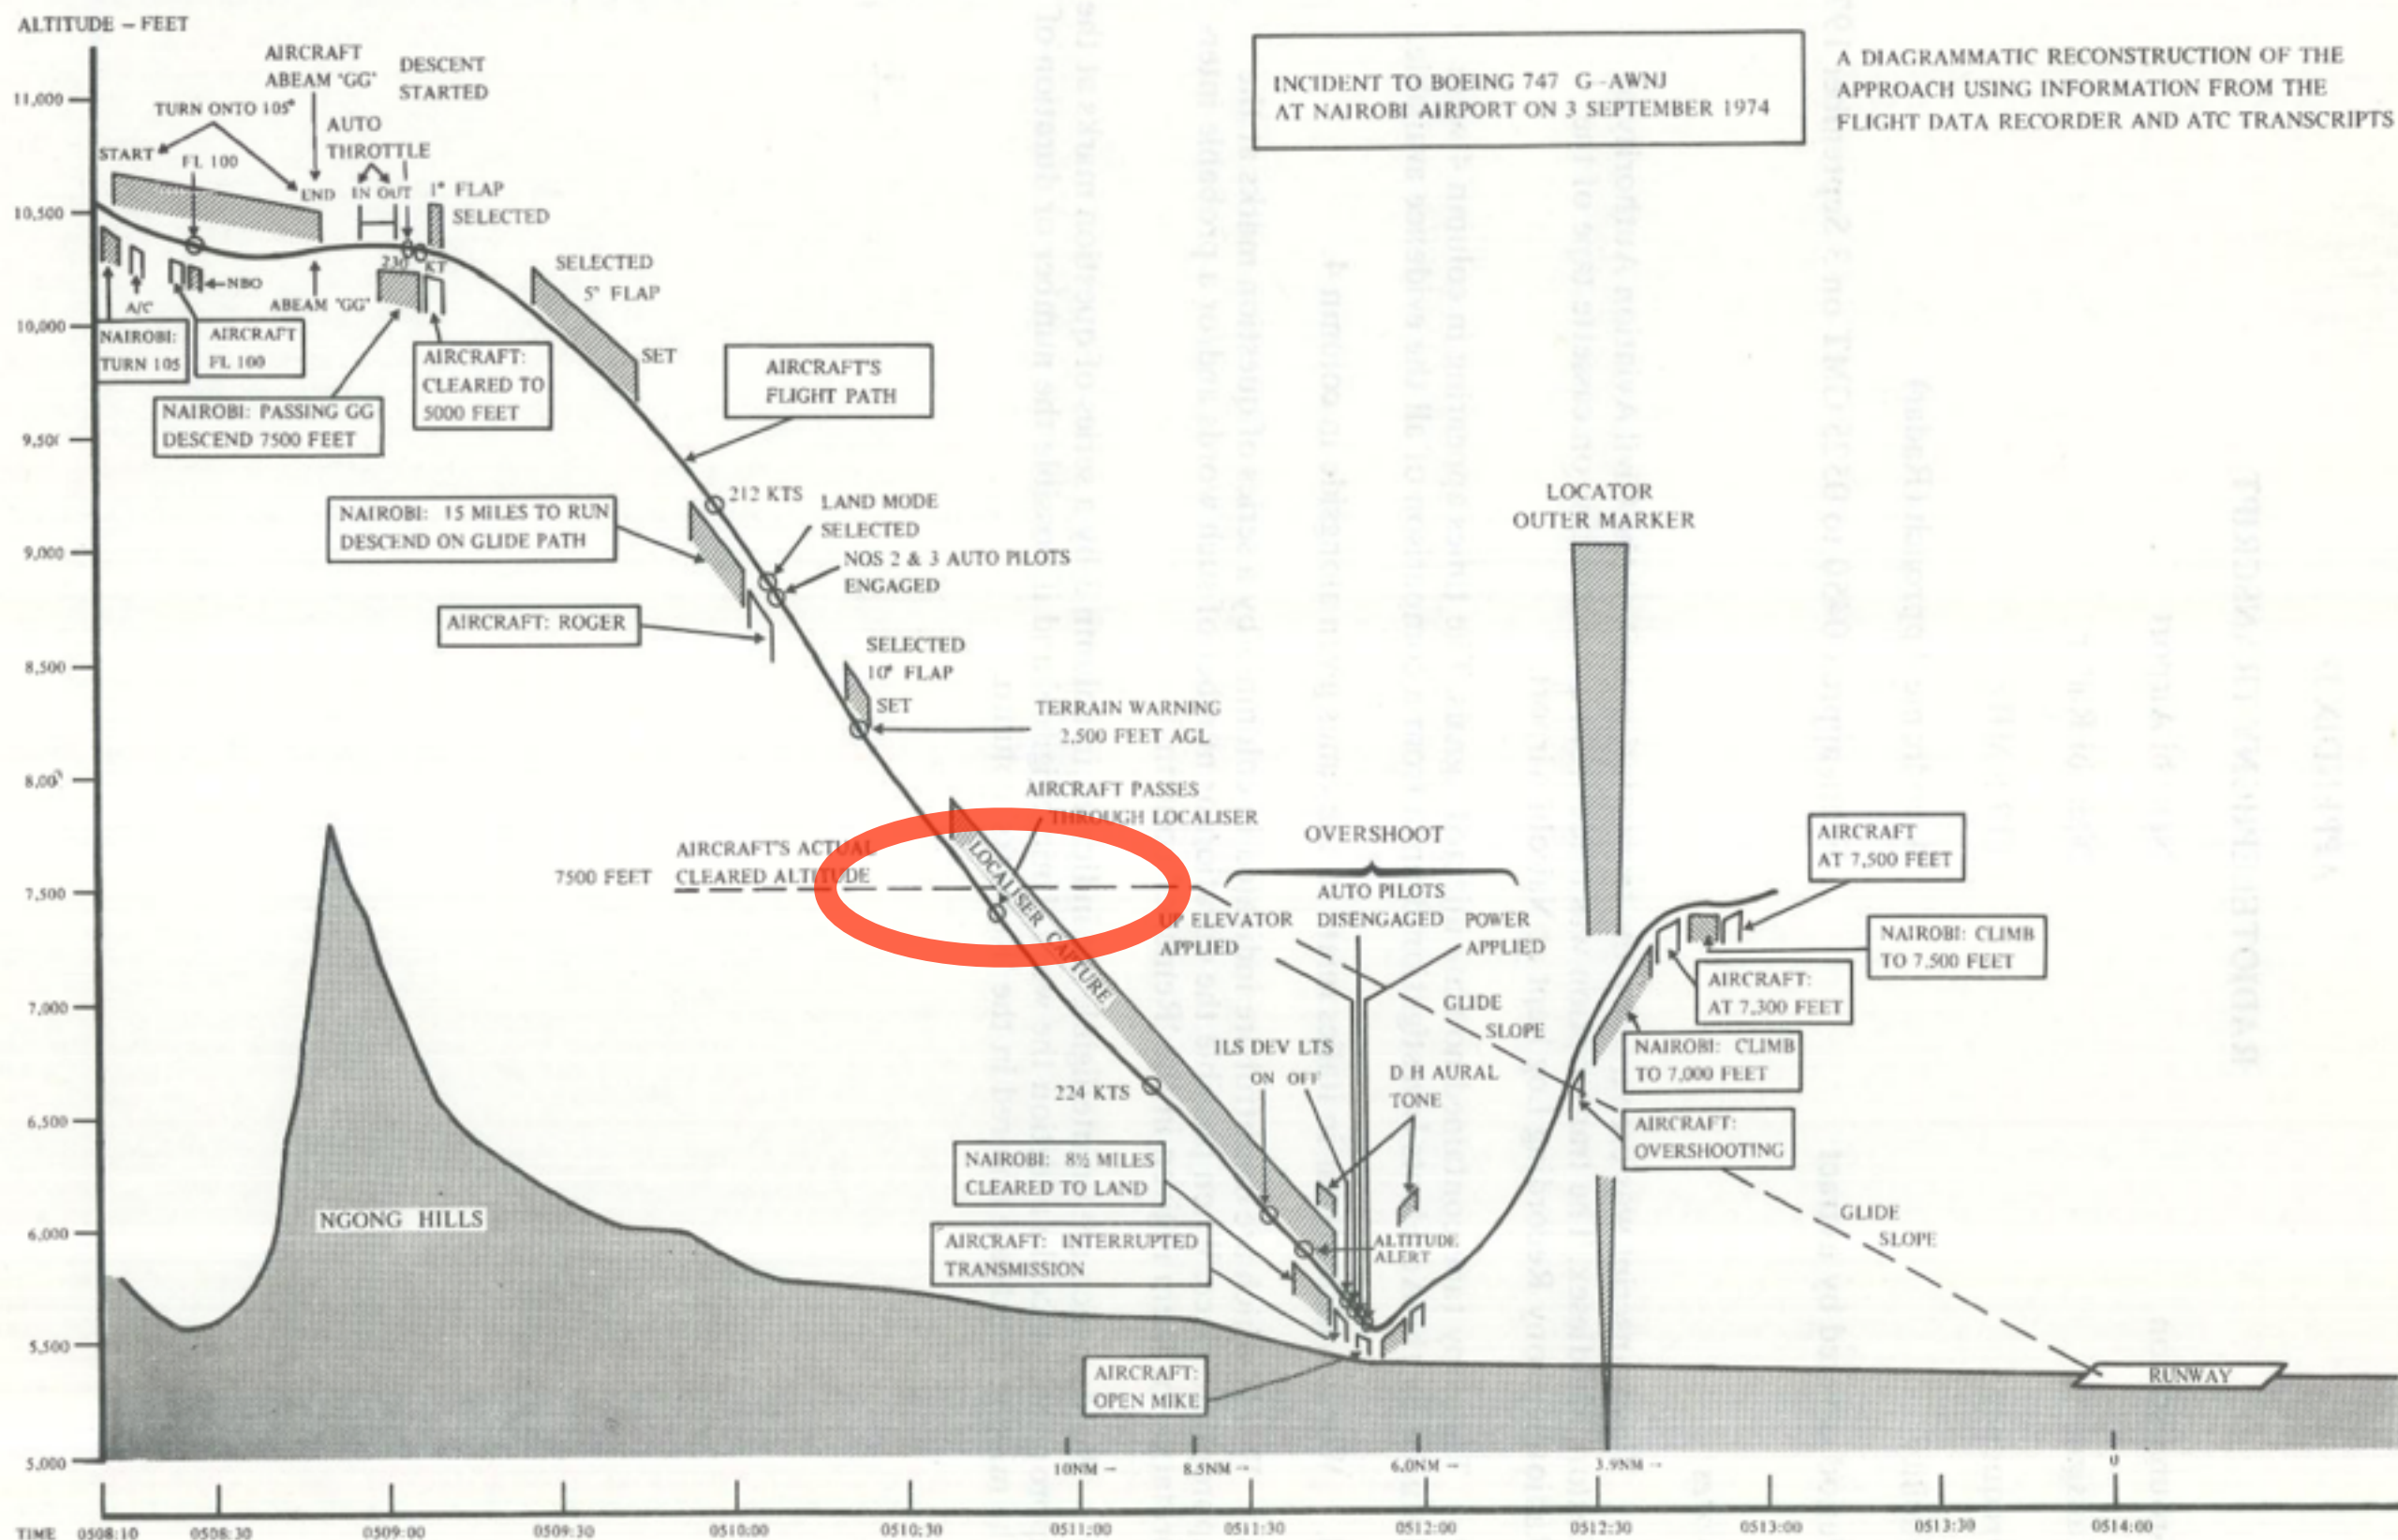 ALTITUDE – FEET
11,000
10,500
10,000
9,50
9,000
8,500
8,00
7,500
7,000
6,500
6,000
5,500
5,000
INCIDENT TO BOEING 747 G–AWNJ
AT NAIROBI AIRPORT ON 3 SEPTEMBER 1974
A DIAGRAMMATIC RECONSTRUCTION OF THE
APPROACH USING INFORMATION FROM THE
FLIGHT DATA RECORDER AND ATC TRANSCRIPTS
AIRCRAFT
ABEAM "GG"
DESCENT
STARTED
TURN ONTO 105°
AUTO
THROTTLE
START
FL 100
END
IN OUT
1° FLAP
SELECTED
230 KT
NBO
A/C
ABEAM "GG"
NAIROBI:
TURN 105
AIRCRAFT
FL 100
AIRCRAFT:
CLEARED TO
5000 FEET
NAIROBI: PASSING GG
DESCEND 7500 FEET
SELECTED
5° FLAP
SET
AIRCRAFT'S
FLIGHT PATH
212 KTS
NAIROBI: 15 MILES TO RUN
DESCEND ON GLIDE PATH
LAND MODE
SELECTED
NOS 2 & 3 AUTO PILOTS
ENGAGED
AIRCRAFT: ROGER
SELECTED
10° FLAP
SET
TERRAIN WARNING
2,500 FEET AGL
AIRCRAFT PASSES
THROUGH LOCALISER
7500 FEET
AIRCRAFT'S ACTUAL
CLEARED ALTITUDE
LOCALISER CAPTURE
LOCATOR
OUTER MARKER
OVERSHOOT
UP ELEVATOR
APPLIED
AUTO PILOTS
DISENGAGED
POWER
APPLIED
GLIDE
SLOPE
224 KTS
ILS DEV LTS
ON OFF
D H AURAL
TONE
NAIROBI: 8½ MILES
CLEARED TO LAND
AIRCRAFT: INTERRUPTED
TRANSMISSION
ALTITUDE
ALERT
AIRCRAFT:
OPEN MIKE
AIRCRAFT
AT 7,500 FEET
NAIROBI: CLIMB
TO 7,500 FEET
AIRCRAFT:
AT 7,300 FEET
NAIROBI: CLIMB
TO 7,000 FEET
AIRCRAFT:
OVERSHOOTING
GLIDE
SLOPE
NGONG HILLS
RUNWAY
10NM
8.5NM
6.0NM
3.9NM
0
TIME 0508:10 0508:30 0509:00 0509:30 0510:00 0510:30 0511:00 0511:30 0512:00 0512:30 0513:00 0513:30 0514:00